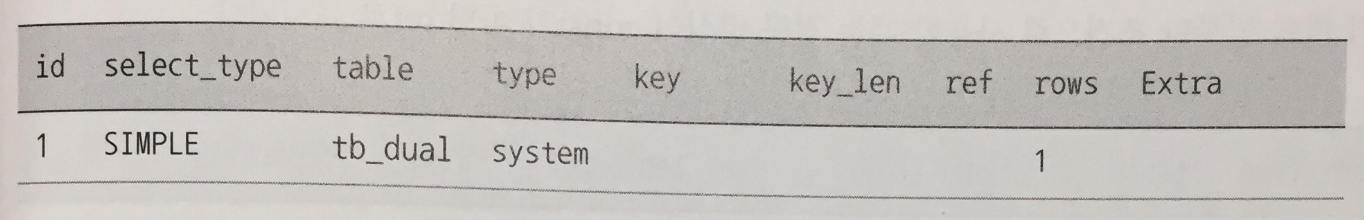 id select_type table type key key_len ref rows Extra
1 SIMPLE tb_dual system 1